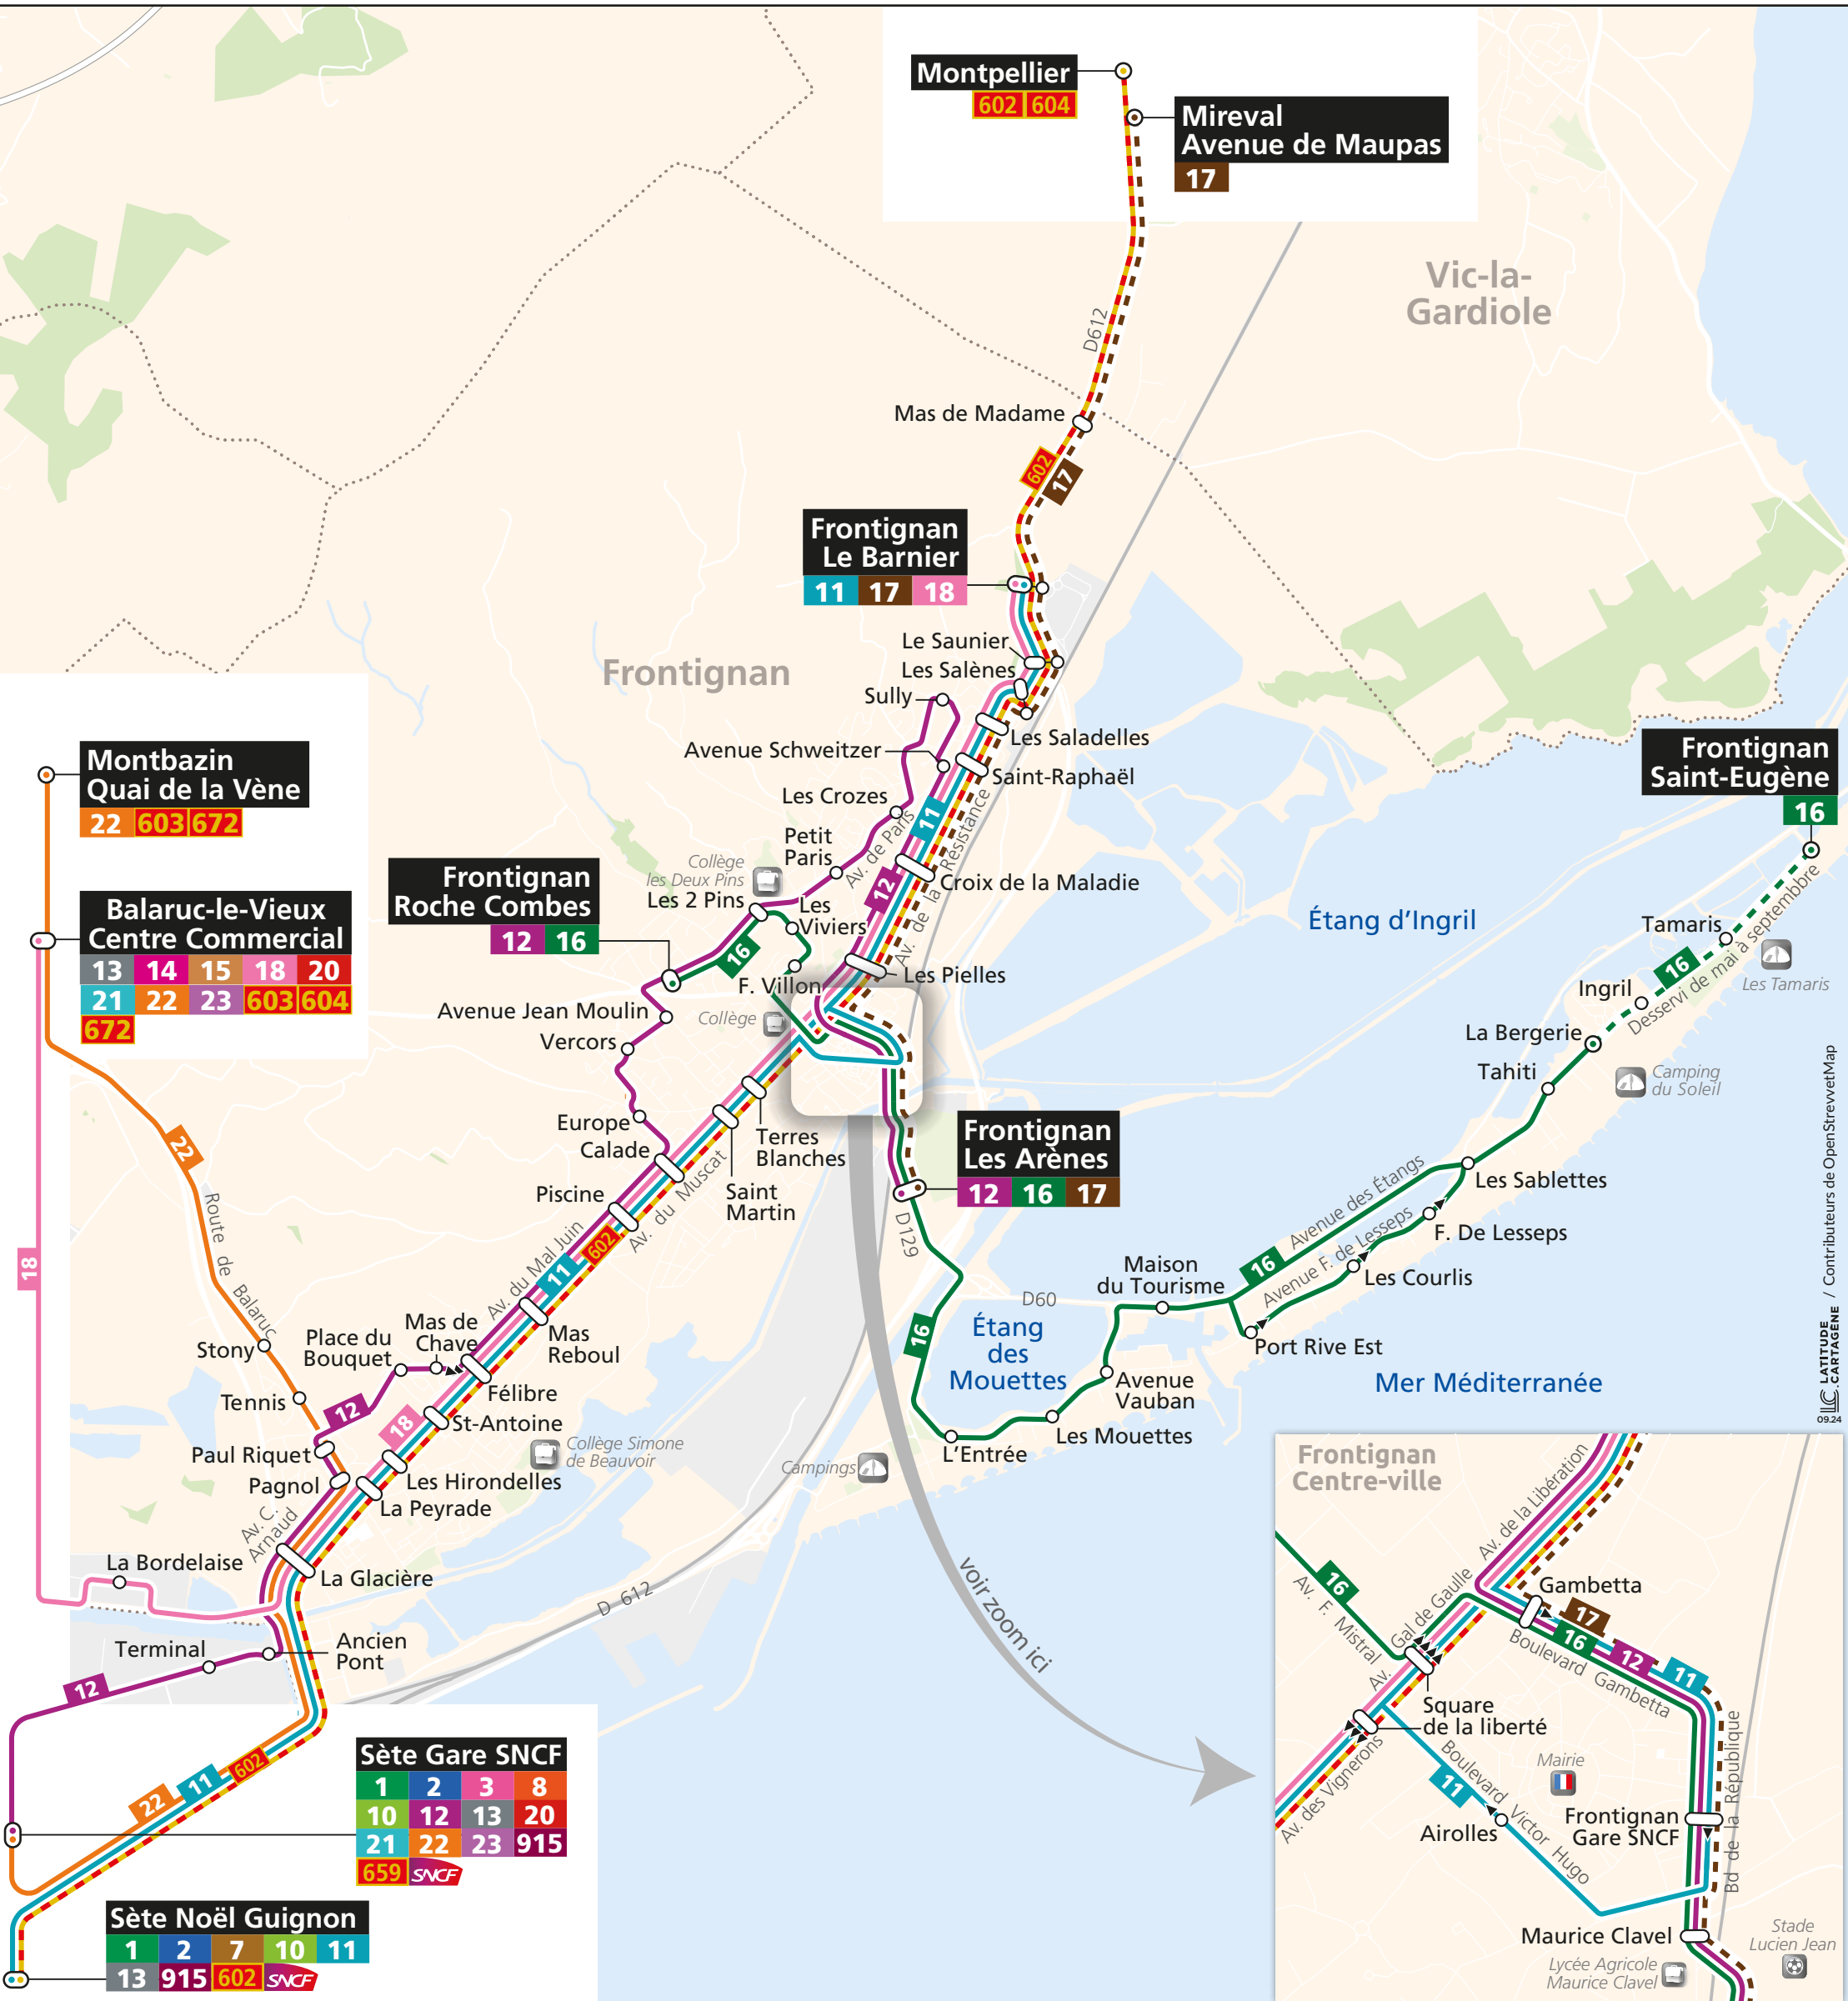 Montpellier
602 604
Mireval
Avenue de Maupas
17
Vic-la-
Gardiole
D612
Mas de Madame
602
17
Frontignan
Le Barnier
11 17 18
Le Saunier
Les Salènes
Frontignan
Sully
Avenue Schweitzer
Les Saladelles
Saint-Raphaël
Les Crozes
11
Av. de Paris
Av. de la Résistance
Petit
Paris
12
Croix de la Maladie
Collège
les Deux Pins
Les 2 Pins
Les
Viviers
Frontignan
Roche Combes
12 16
16
F. Villon
Les Pielles
Avenue Jean Moulin
Collège
Vercors
Europe
Calade
Terres
Blanches
Saint
Martin
Piscine
Av. du Muscat
602
11
Av. du Mal Juin
Montbazin
Quai de la Vène
22 603 672
Balaruc-le-Vieux
Centre Commercial
13 14 15 18 20
21 22 23 603 604
672
22
Route de Balaruc
18
Stony
Tennis
Place du
Bouquet
Mas de
Chave
Mas
Reboul
Félibre
12
18
St-Antoine
Collège Simone
de Beauvoir
Paul Riquet
Pagnol
Les Hirondelles
La Peyrade
Av. C.
Arnaud
La Bordelaise
La Glacière
Terminal
Ancien
Pont
12
D 612
22
11
602
Sète Gare SNCF
1 2 3 8
10 12 13 20
21 22 23 915
659 SNCF
Sète Noël Guignon
1 2 7 10 11
13 915 602 SNCF
Frontignan
Les Arènes
12 16 17
D129
16
D60
Étang
des
Mouettes
L'Entrée
Les Mouettes
Avenue
Vauban
Maison
du Tourisme
Campings
16
Avenue des Étangs
Avenue F. de Lesseps
Port Rive Est
Les Courlis
F. De Lesseps
Les Sablettes
Tahiti
La Bergerie
Ingril
Tamaris
16
Desservi de mai à septembbre
Les Tamaris
Camping
du Soleil
Frontignan
Saint-Eugène
16
Étang d'Ingril
Mer Méditerranée
voir zoom ici
LATITUDE
CARTAGÈNE / Contributeurs de OpenStrevvetMap
09.24
Frontignan
Centre-ville
Av. de la Libération
16
Av. F. Mistral
Av. Gal de Gaulle
Gambetta
17
16
12
11
Boulevard Gambetta
Square
de la liberté
Av. des Vignerons
Boulevard Victor Hugo
11
Mairie
Airolles
Frontignan
Gare SNCF
Bd de la République
Maurice Clavel
Lycée Agricole
Maurice Clavel
Stade
Lucien Jean